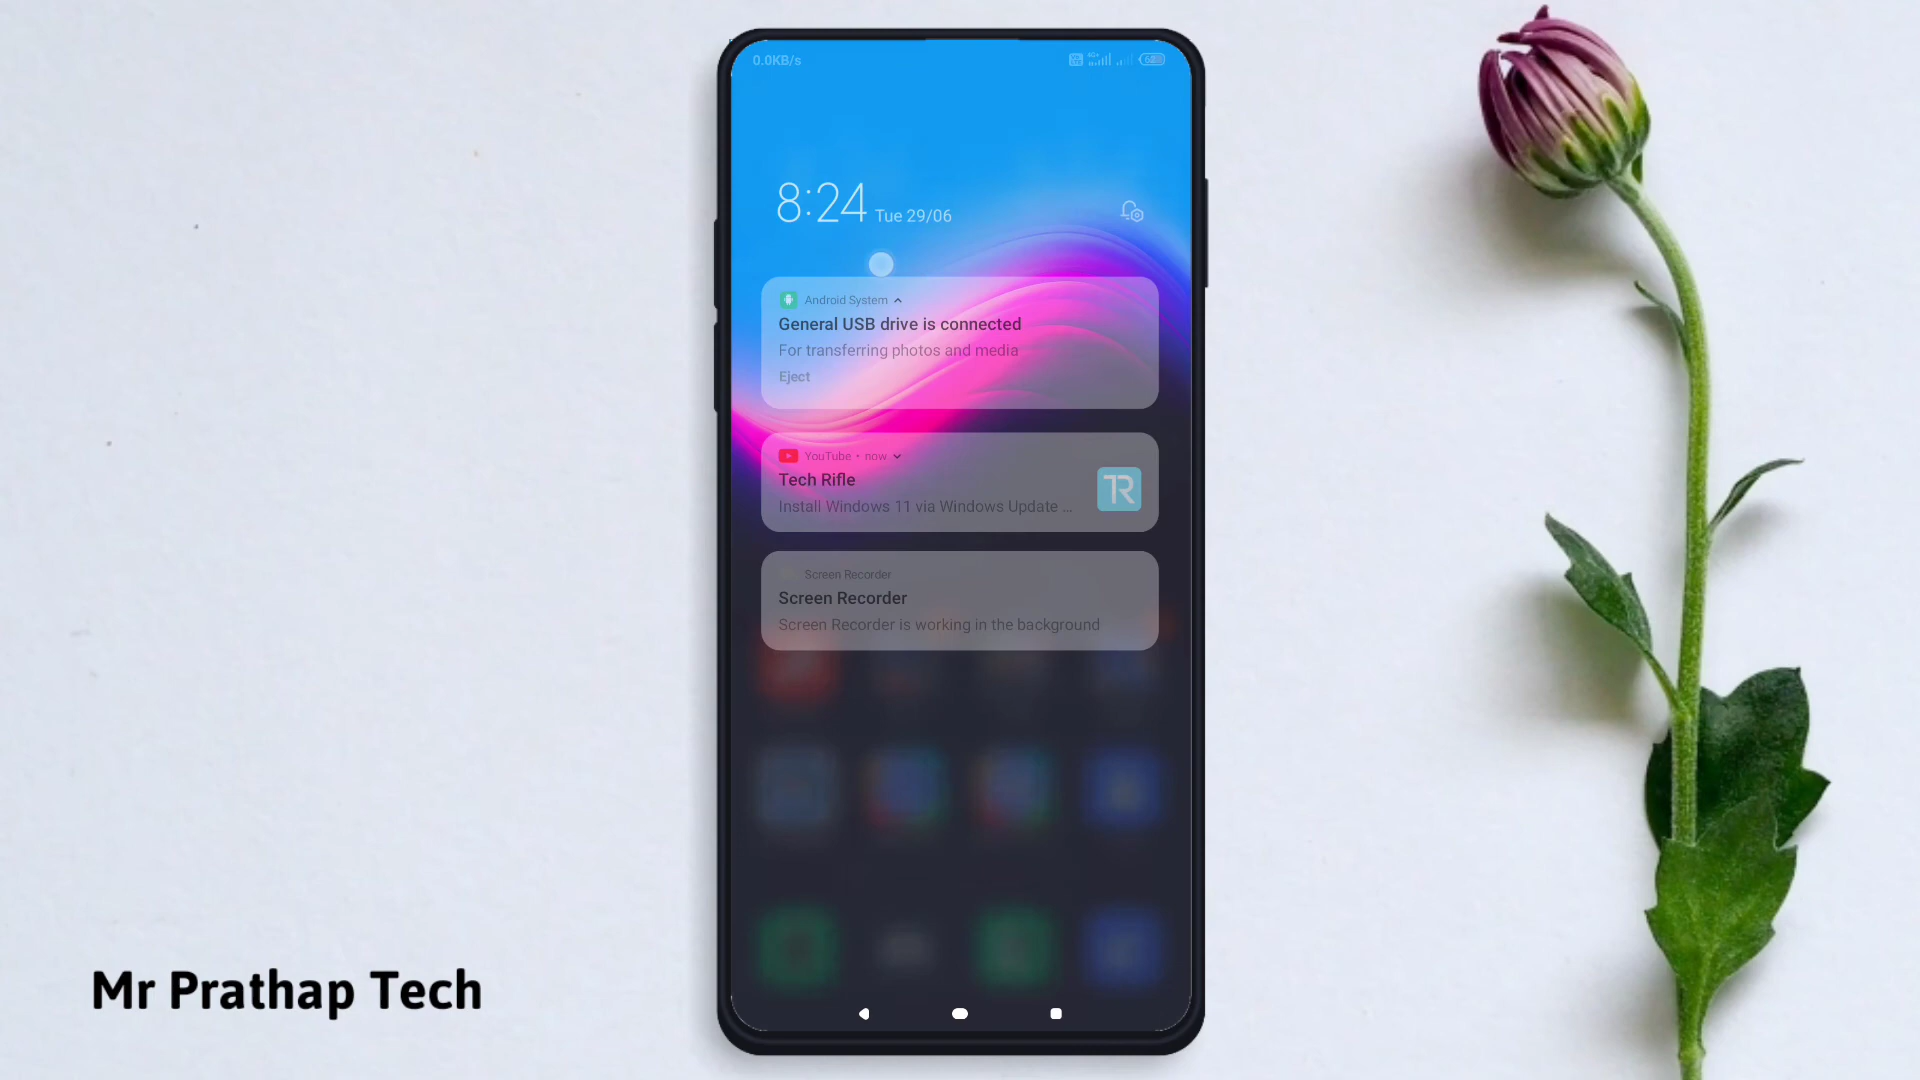 0.0KB/s
8:24 Tue 29/06
Android System
General USB drive is connected
For transferring photos and media
Eject
YouTube • now
Tech Rifle
Install Windows 11 via Windows Update ...
TR
Screen Recorder
Screen Recorder
Screen Recorder is working in the background
Mr Prathap Tech